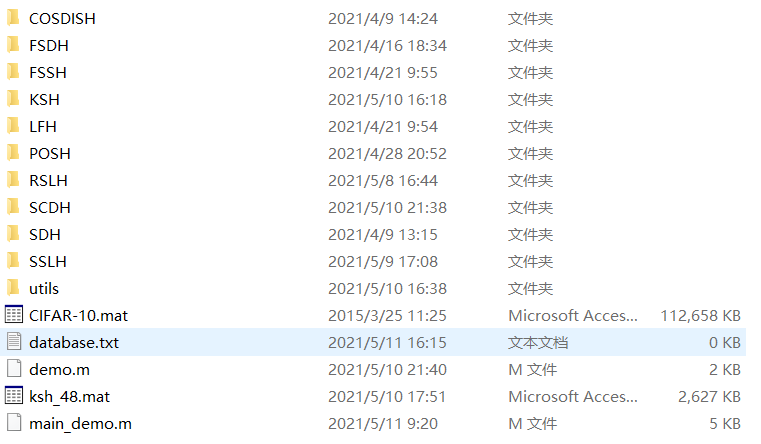 COSDISH 2021/4/9 14:24 文件夹
FSDH 2021/4/16 18:34 文件夹
FSSH 2021/4/21 9:55 文件夹
KSH 2021/5/10 16:18 文件夹
LFH 2021/4/21 9:54 文件夹
POSH 2021/4/28 20:52 文件夹
RSLH 2021/5/8 16:44 文件夹
SCDH 2021/5/10 21:38 文件夹
SDH 2021/4/9 13:15 文件夹
SSLH 2021/5/9 17:08 文件夹
utils 2021/5/10 16:38 文件夹
CIFAR-10.mat 2015/3/25 11:25 Microsoft Acces... 112,658 KB
database.txt 2021/5/11 16:15 文本文档 0 KB
demo.m 2021/5/10 21:40 M 文件 2 KB
ksh_48.mat 2021/5/10 17:51 Microsoft Acces... 2,627 KB
main_demo.m 2021/5/11 9:20 M 文件 5 KB